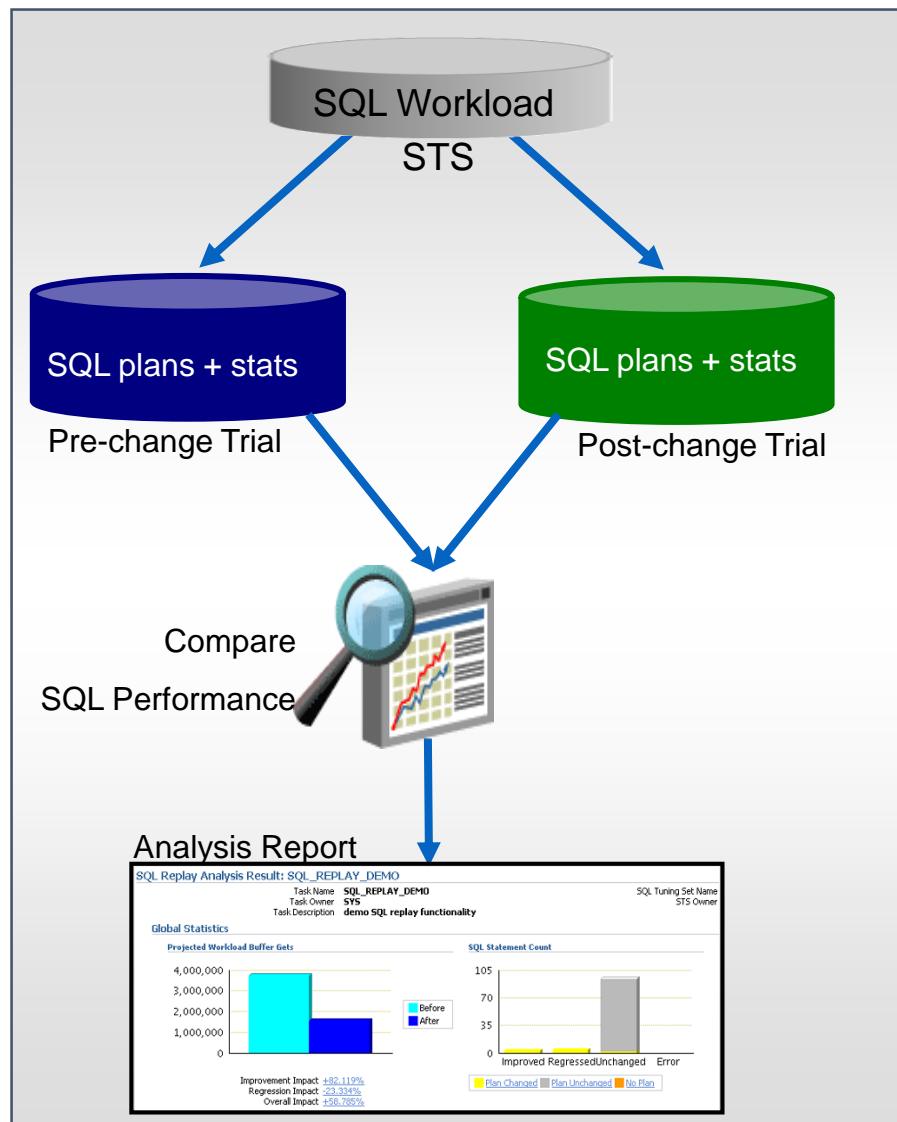 SQL Workload
STS
SQL plans + stats
SQL plans + stats
Pre-change Trial
Post-change Trial
Compare
SQL Performance
Analysis Report
SQL Replay Analysis Result: SQL_REPLAY_DEMO
Task Name SQL_REPLAY_DEMO
SQL Tuning Set Name
Task Owner SYS
STS Owner
Task Description demo SQL replay functionality
Global Statistics
Projected Workload Buffer Gets
SQL Statement Count
4,000,000
3,000,000
2,000,000
1,000,000
0
Before
After
105
70
35
0
Improved Regressed Unchanged Error
Improvement Impact +82.119%
Regression Impact -23.334%
Overall Impact +58.785%
Plan Changed Plan Unchanged No Plan